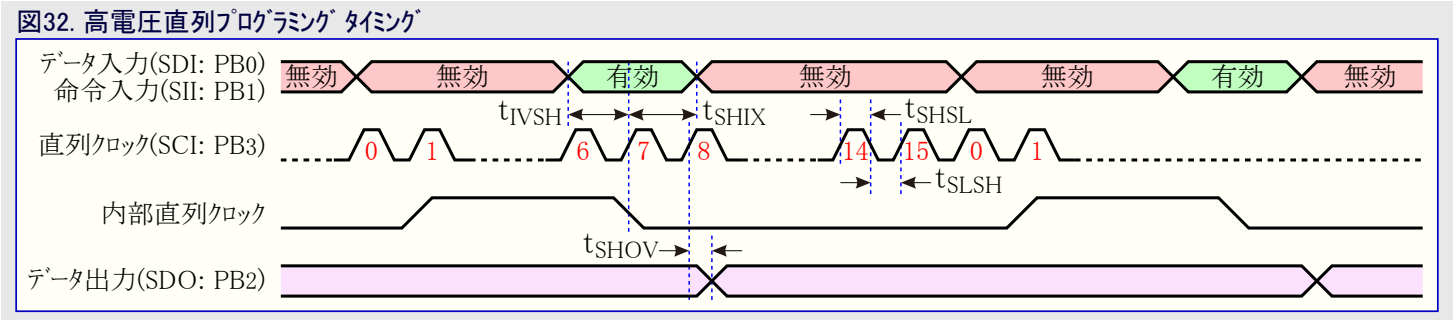 図32. 高電圧直列ﾌﾟﾛｸﾞﾗﾐﾝｸﾞ ﾀｲﾐﾝｸﾞ
ﾃﾞｰﾀ入力(SDI: PB0)
命令入力(SII: PB1)
無効 無効 有効 無効 無効 有効 無効
tIVSH tSHIX tSHSL
直列ｸﾛｯｸ(SCI: PB3)
0 1 6 7 8 14 15 0 1
tSLSH
内部直列ｸﾛｯｸ
tSHOV
ﾃﾞｰﾀ出力(SDO: PB2)